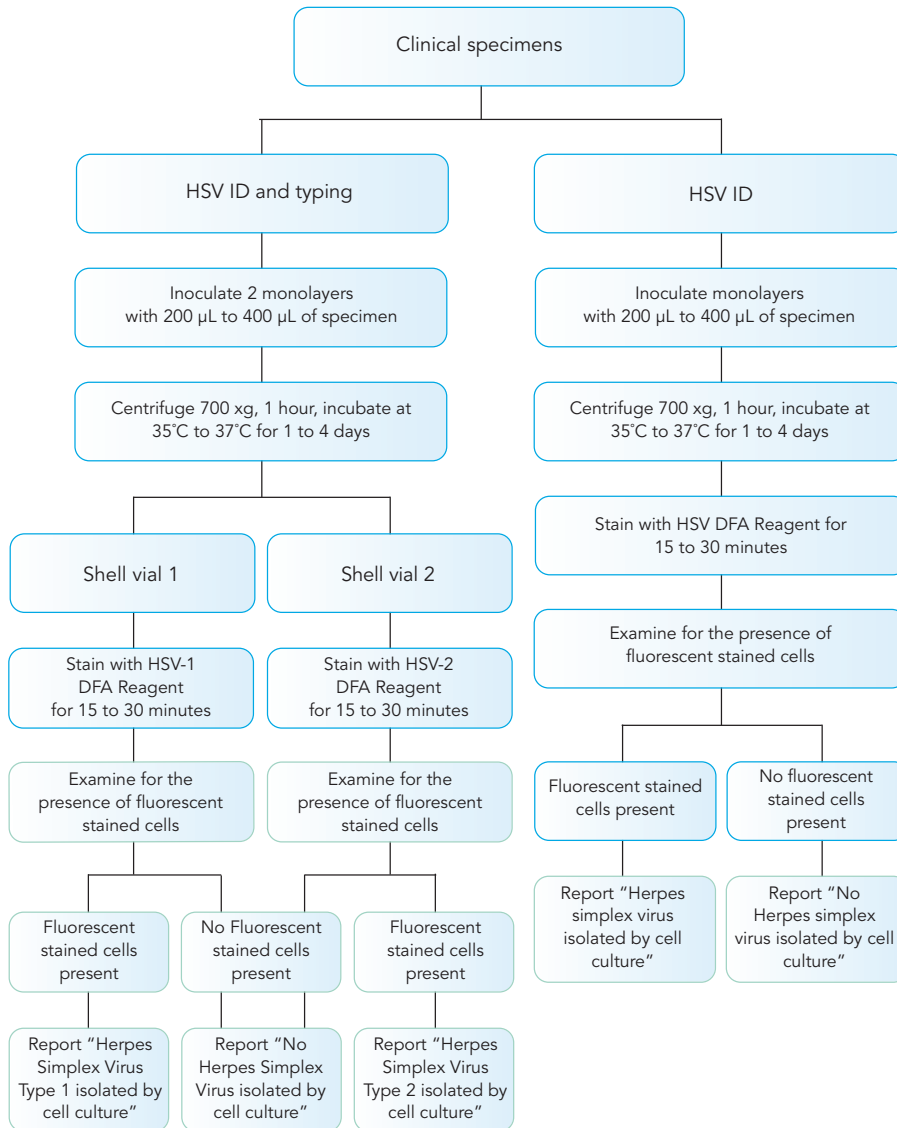 Clinical specimens
HSV ID and typing
Inoculate 2 monolayers
with 200 µL to 400 µL of specimen
Centrifuge 700 xg, 1 hour, incubate at
35˚C to 37˚C for 1 to 4 days
Shell vial 1
Stain with HSV-1
DFA Reagent
for 15 to 30 minutes
Examine for the
presence of fluorescent
stained cells
Shell vial 2
Stain with HSV-2
DFA Reagent
for 15 to 30 minutes
Examine for the
presence of fluorescent
stained cells
Fluorescent
stained cells
present
No Fluorescent
stained cells
present
Fluorescent
stained cells
present
Report “Herpes
Simplex Virus
Type 1 isolated by
cell culture”
Report “No
Herpes Simplex
Virus isolated by
cell culture”
Report “Herpes
Simplex Virus
Type 2 isolated by
cell culture”
HSV ID
Inoculate monolayers
with 200 µL to 400 µL of specimen
Centrifuge 700 xg, 1 hour, incubate at
35˚C to 37˚C for 1 to 4 days
Stain with HSV DFA Reagent for
15 to 30 minutes
Examine for the presence of
fluorescent stained cells
Fluorescent stained
cells present
No fluorescent
stained cells
present
Report “Herpes
simplex virus
isolated by cell
culture”
Report “No
Herpes simplex
virus isolated by cell
culture”